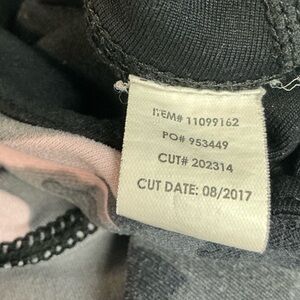 ITEM# 11099162
PO# 953449
CUT# 202314
CUT DATE: 08/2017